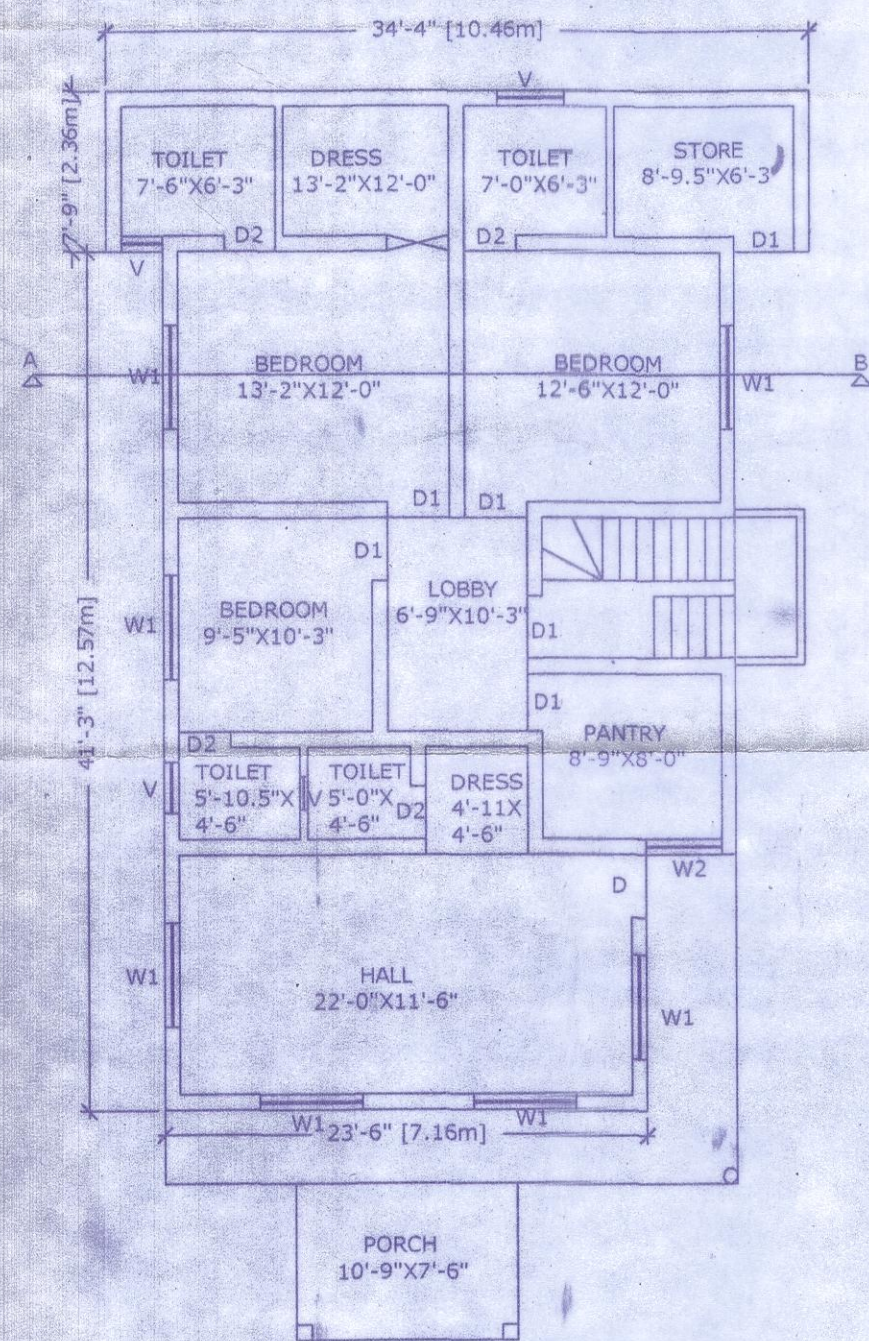 34'-4" [10.46m]
7'-9" [2.36m]
V
TOILET
7'-6"X6'-3"
DRESS
13'-2"X12'-0"
TOILET
7'-0"X6'-3"
STORE
8'-9.5"X6'-3
D2
D2
D1
V
A
B
W1
BEDROOM
13'-2"X12'-0"
BEDROOM
12'-6"X12'-0"
W1
D1
D1
D1
41'-3" [12.57m]
W1
BEDROOM
9'-5"X10'-3"
LOBBY
6'-9"X10'-3"
D1
D1
PANTRY
8'-9"X8'-0"
D2
V
TOILET
5'-10.5"X
4'-6"
V
TOILET
5'-0"X
4'-6"
D2
DRESS
4'-11X
4'-6"
W2
D
W1
HALL
22'-0"X11'-6"
W1
W1
W1
23'-6" [7.16m]
PORCH
10'-9"X7'-6"